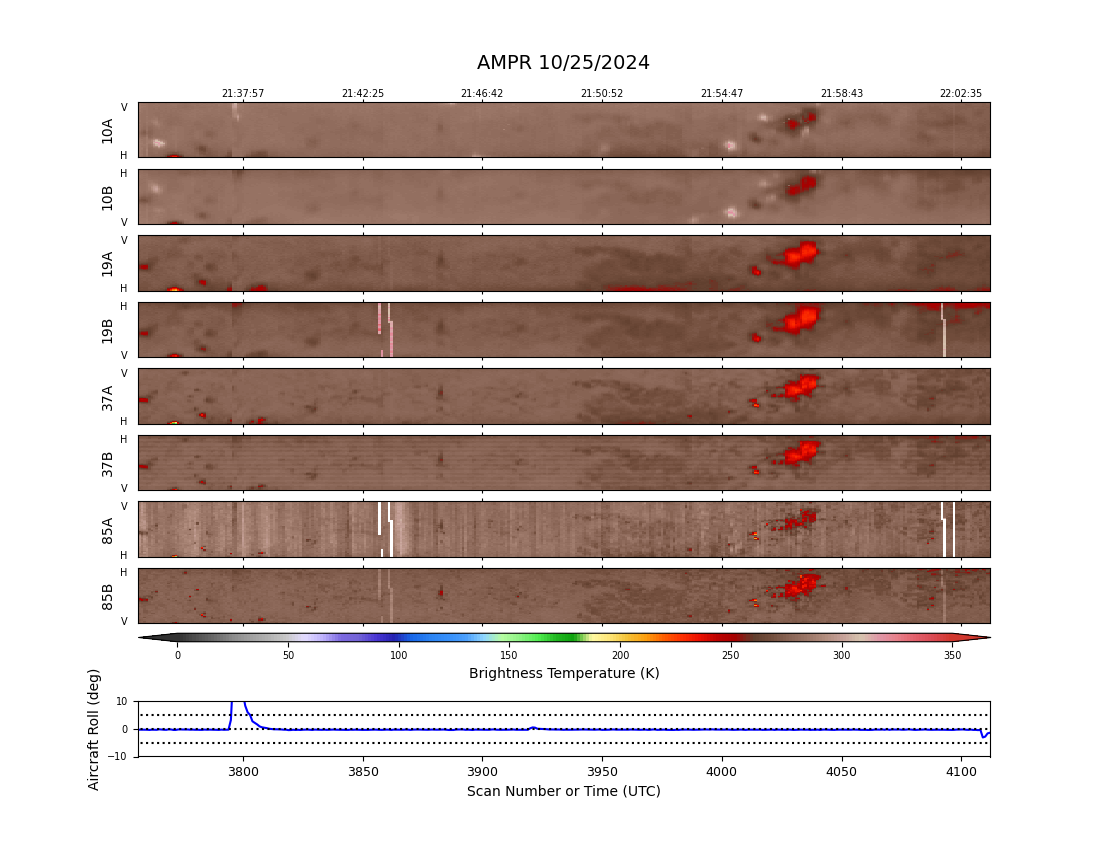 AMPR 10/25/2024
21:37:57 21:42:25 21:46:42 21:50:52 21:54:47 21:58:43 22:02:35
V
10A
H
H
10B
V
V
19A
H
H
19B
V
V
37A
H
H
37B
V
V
85A
H
H
85B
V
0 50 100 150 200 250 300 350
Brightness Temperature (K)
Aircraft Roll (deg)
10
0
−10
3800 3850 3900 3950 4000 4050 4100
Scan Number or Time (UTC)